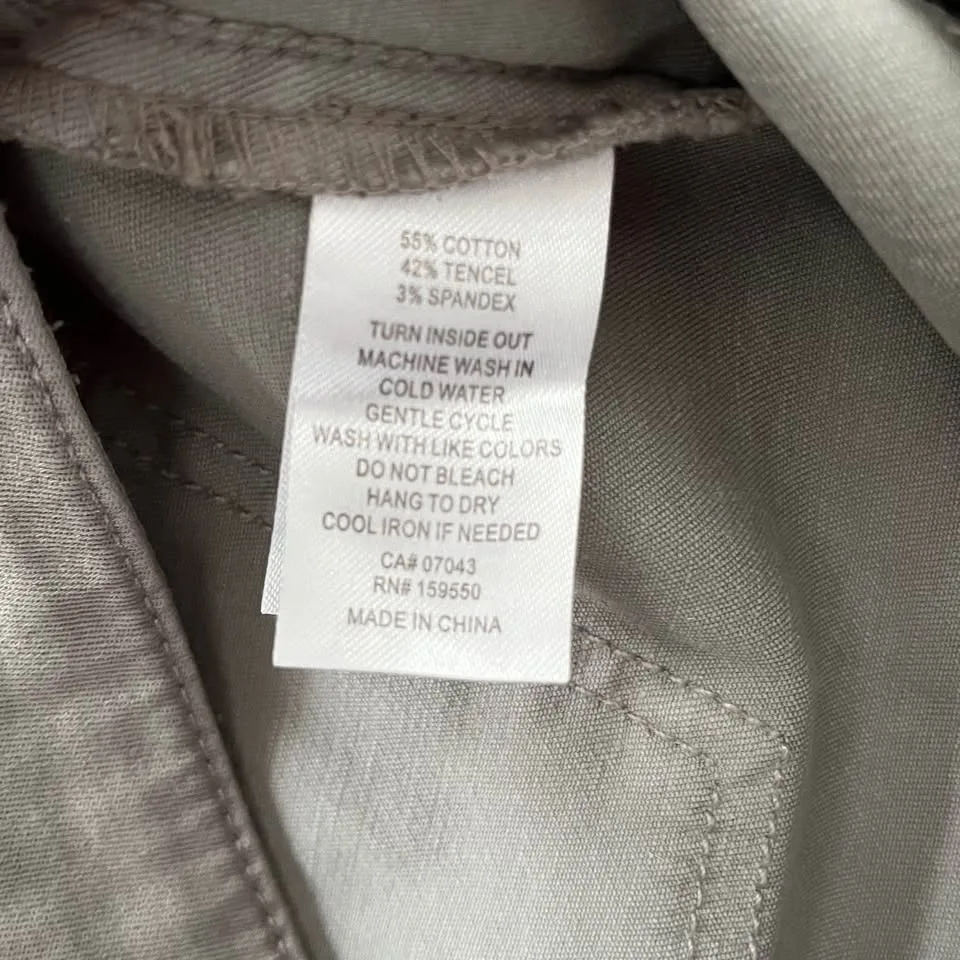 55% COTTON
42% TENCEL
3% SPANDEX
TURN INSIDE OUT
MACHINE WASH IN
COLD WATER
GENTLE CYCLE
WASH WITH LIKE COLORS
DO NOT BLEACH
HANG TO DRY
COOL IRON IF NEEDED
CA# 07043
RN# 159550
MADE IN CHINA